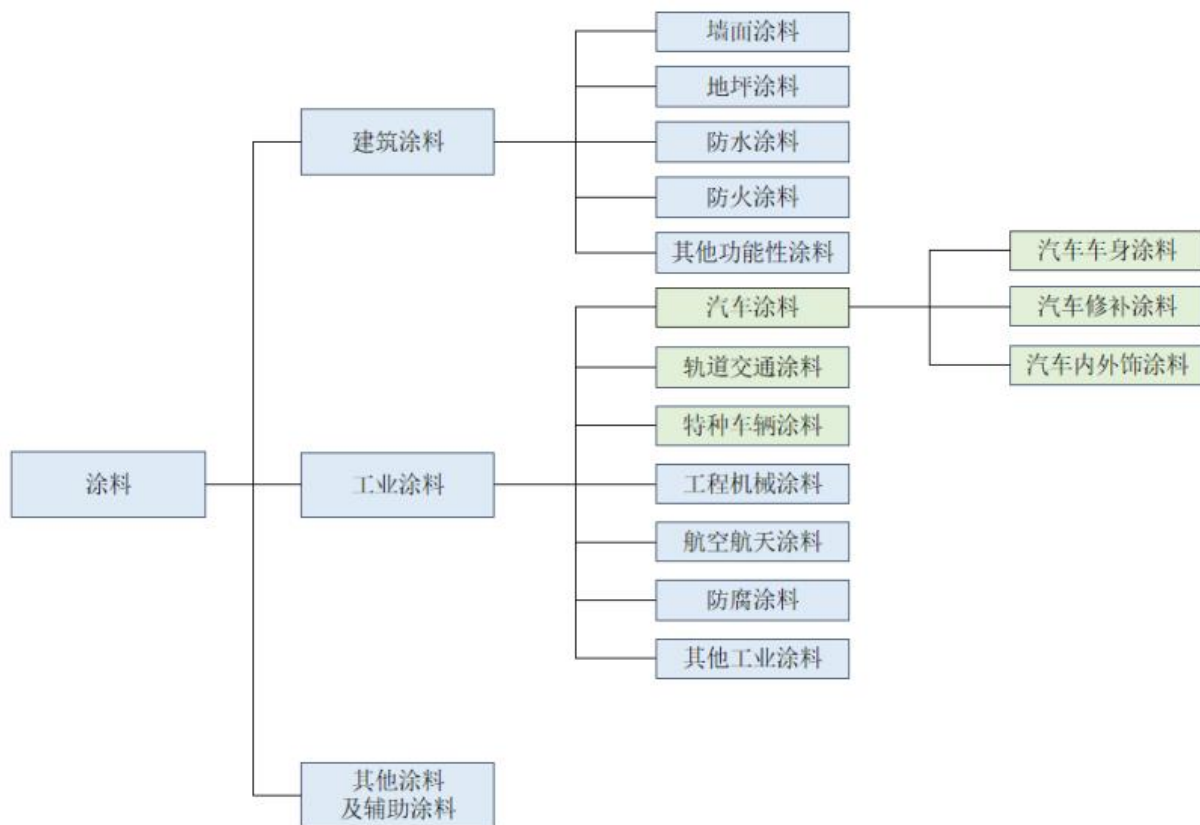 墙面涂料
地坪涂料
建筑涂料
防水涂料
防火涂料
其他功能性涂料
汽车车身涂料
汽车涂料
汽车修补涂料
轨道交通涂料
汽车内外饰涂料
特种车辆涂料
涂料
工业涂料
工程机械涂料
航空航天涂料
防腐涂料
其他工业涂料
其他涂料
及辅助涂料